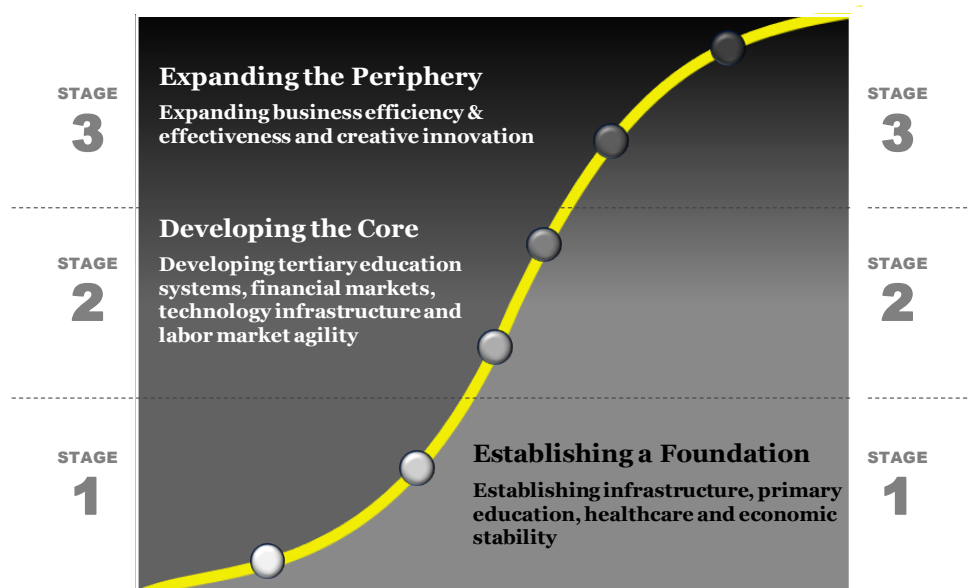 STAGE
3
Expanding the Periphery
Expanding business efficiency &
effectiveness and creative innovation
STAGE
3
STAGE
2
Developing the Core
Developing tertiary education
systems, financial markets,
technology infrastructure and
labor market agility
STAGE
2
STAGE
1
Establishing a Foundation
Establishing infrastructure, primary
education, healthcare and economic
stability
STAGE
1